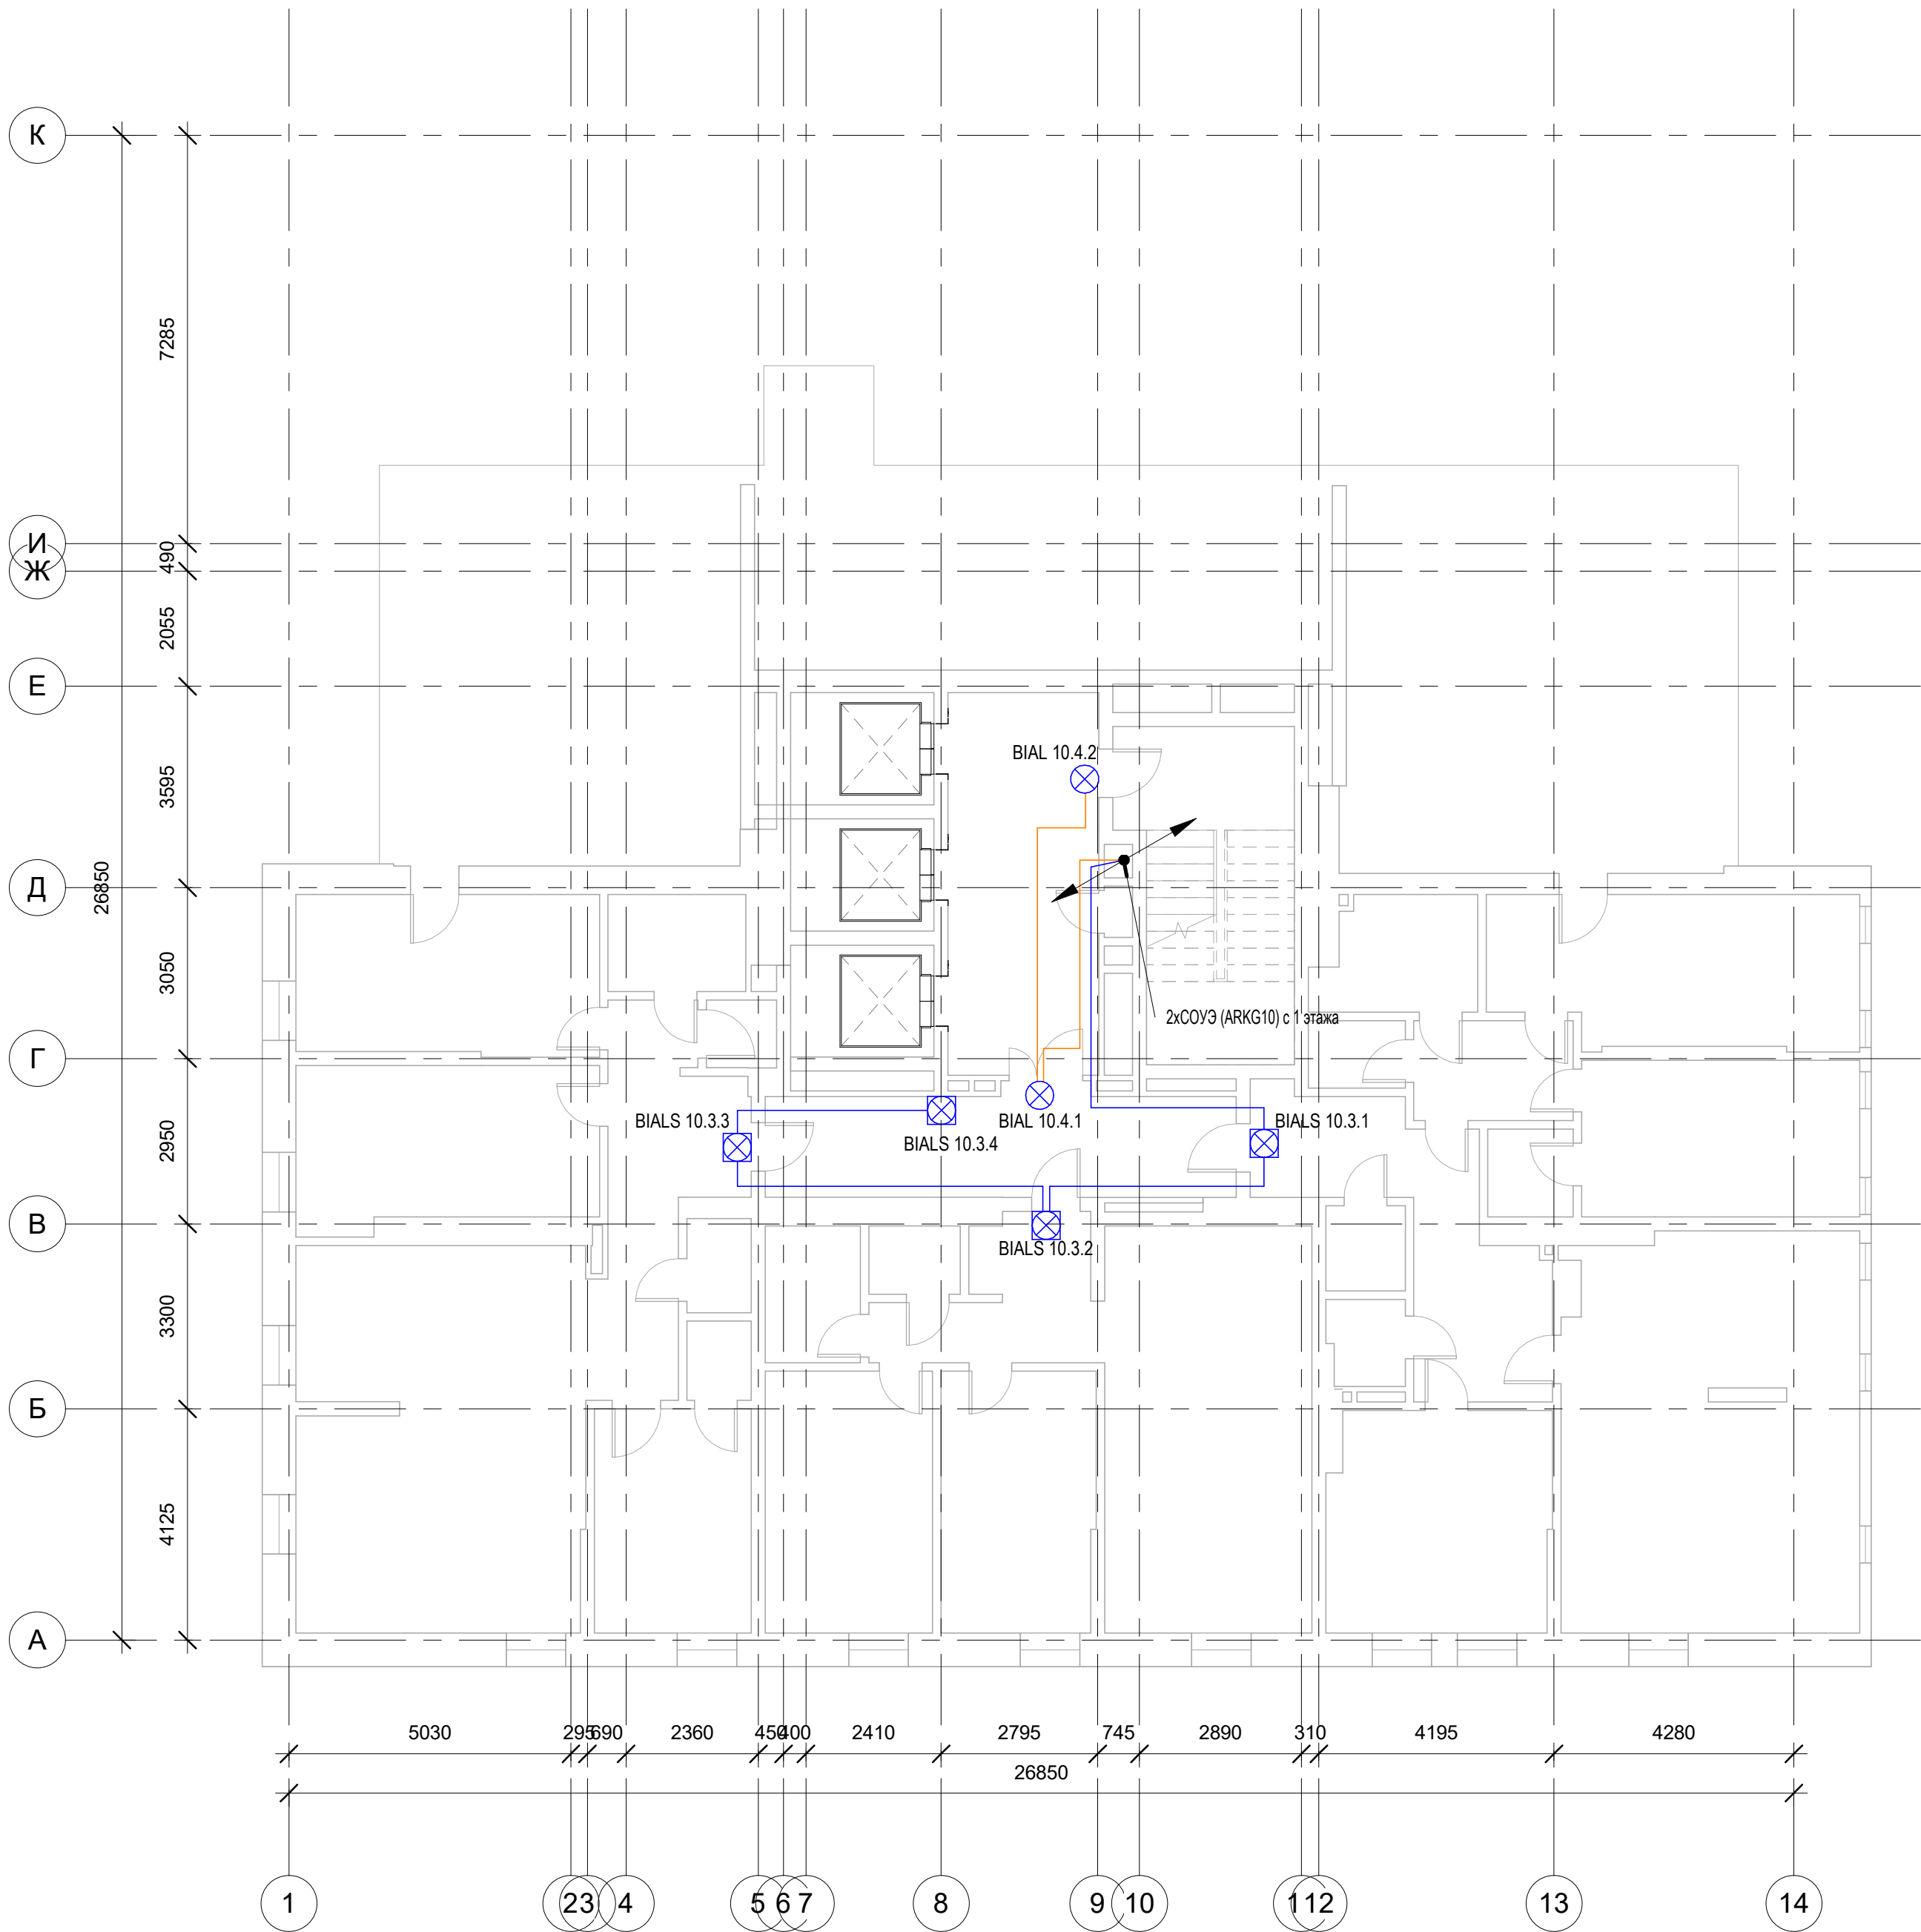 К
7285
26850
И
490
Ж
2055
Е
BIAL 10.4.2
3595
Д
3050
2хСОУЭ (ARKG10) с 1 этажа
Г
BIALS 10.3.3
BIAL 10.4.1
BIALS 10.3.1
2950
BIALS 10.3.4
В
BIALS 10.3.2
3300
Б
4125
А
5030 295 690 2360 450 400 2410 2795 745 2890 310 4195 4280
26850
1 2 3 4 5 6 7 8 9 10 11 12 13 14